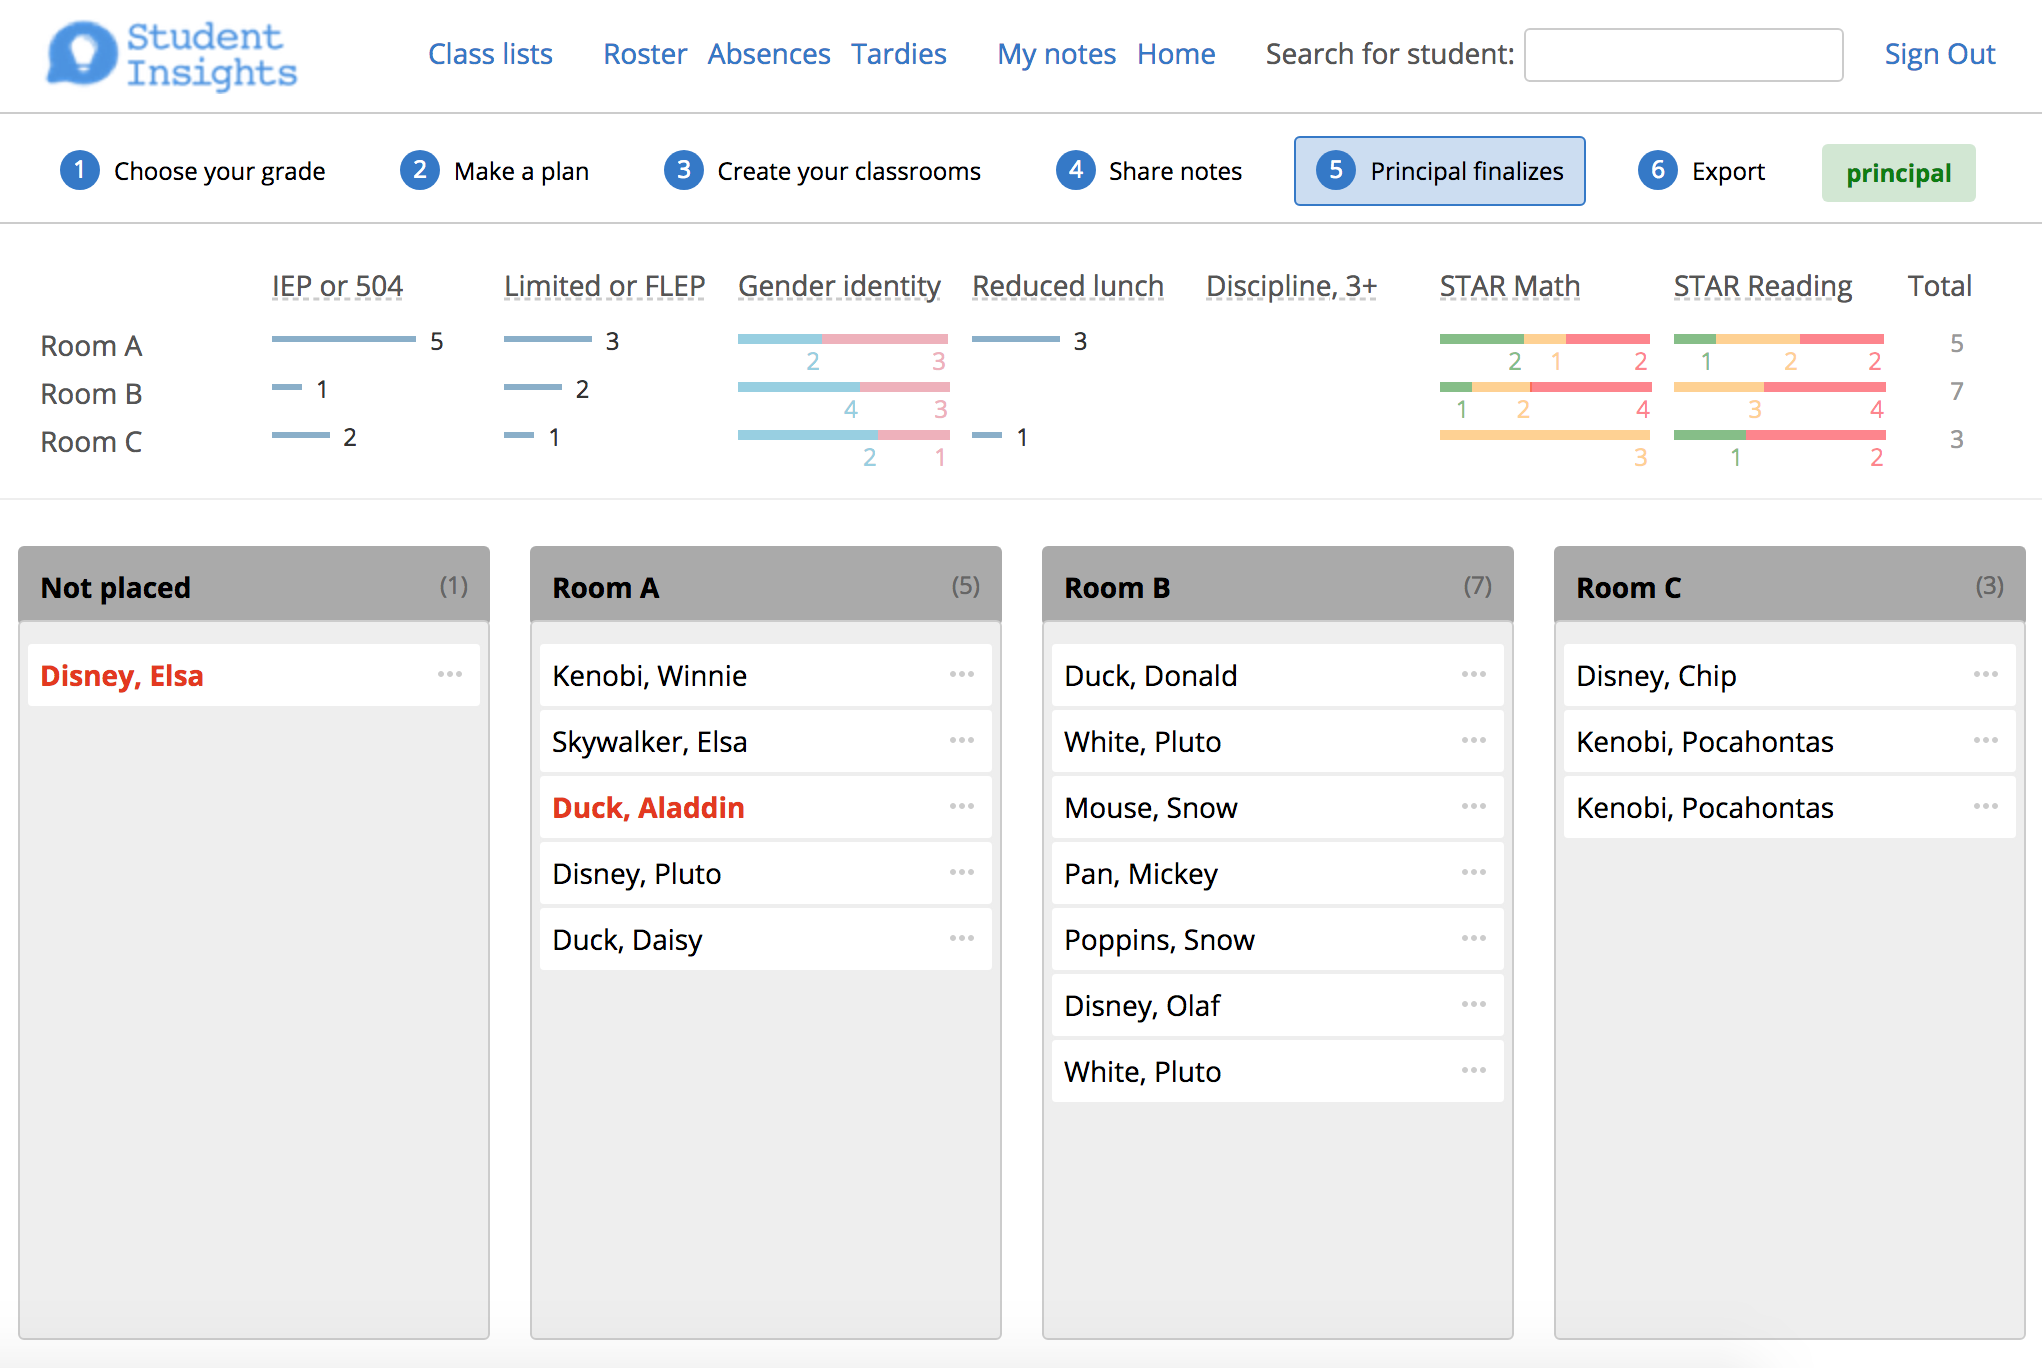 Student Insights
Class lists Roster Absences Tardies My notes Home Search for student: Sign Out
1 Choose your grade 2 Make a plan 3 Create your classrooms 4 Share notes 5 Principal finalizes 6 Export principal
IEP or 504 Limited or FLEP Gender identity Reduced lunch Discipline, 3+ STAR Math STAR Reading Total
Room A 5 3 2 3 3 2 1 2 1 2 2 5
Room B 1 2 4 3 1 2 4 3 4 7
Room C 2 1 2 1 1 3 1 2 3
Not placed (1)
Disney, Elsa
Room A (5)
Kenobi, Winnie
Skywalker, Elsa
Duck, Aladdin
Disney, Pluto
Duck, Daisy
Room B (7)
Duck, Donald
White, Pluto
Mouse, Snow
Pan, Mickey
Poppins, Snow
Disney, Olaf
White, Pluto
Room C (3)
Disney, Chip
Kenobi, Pocahontas
Kenobi, Pocahontas